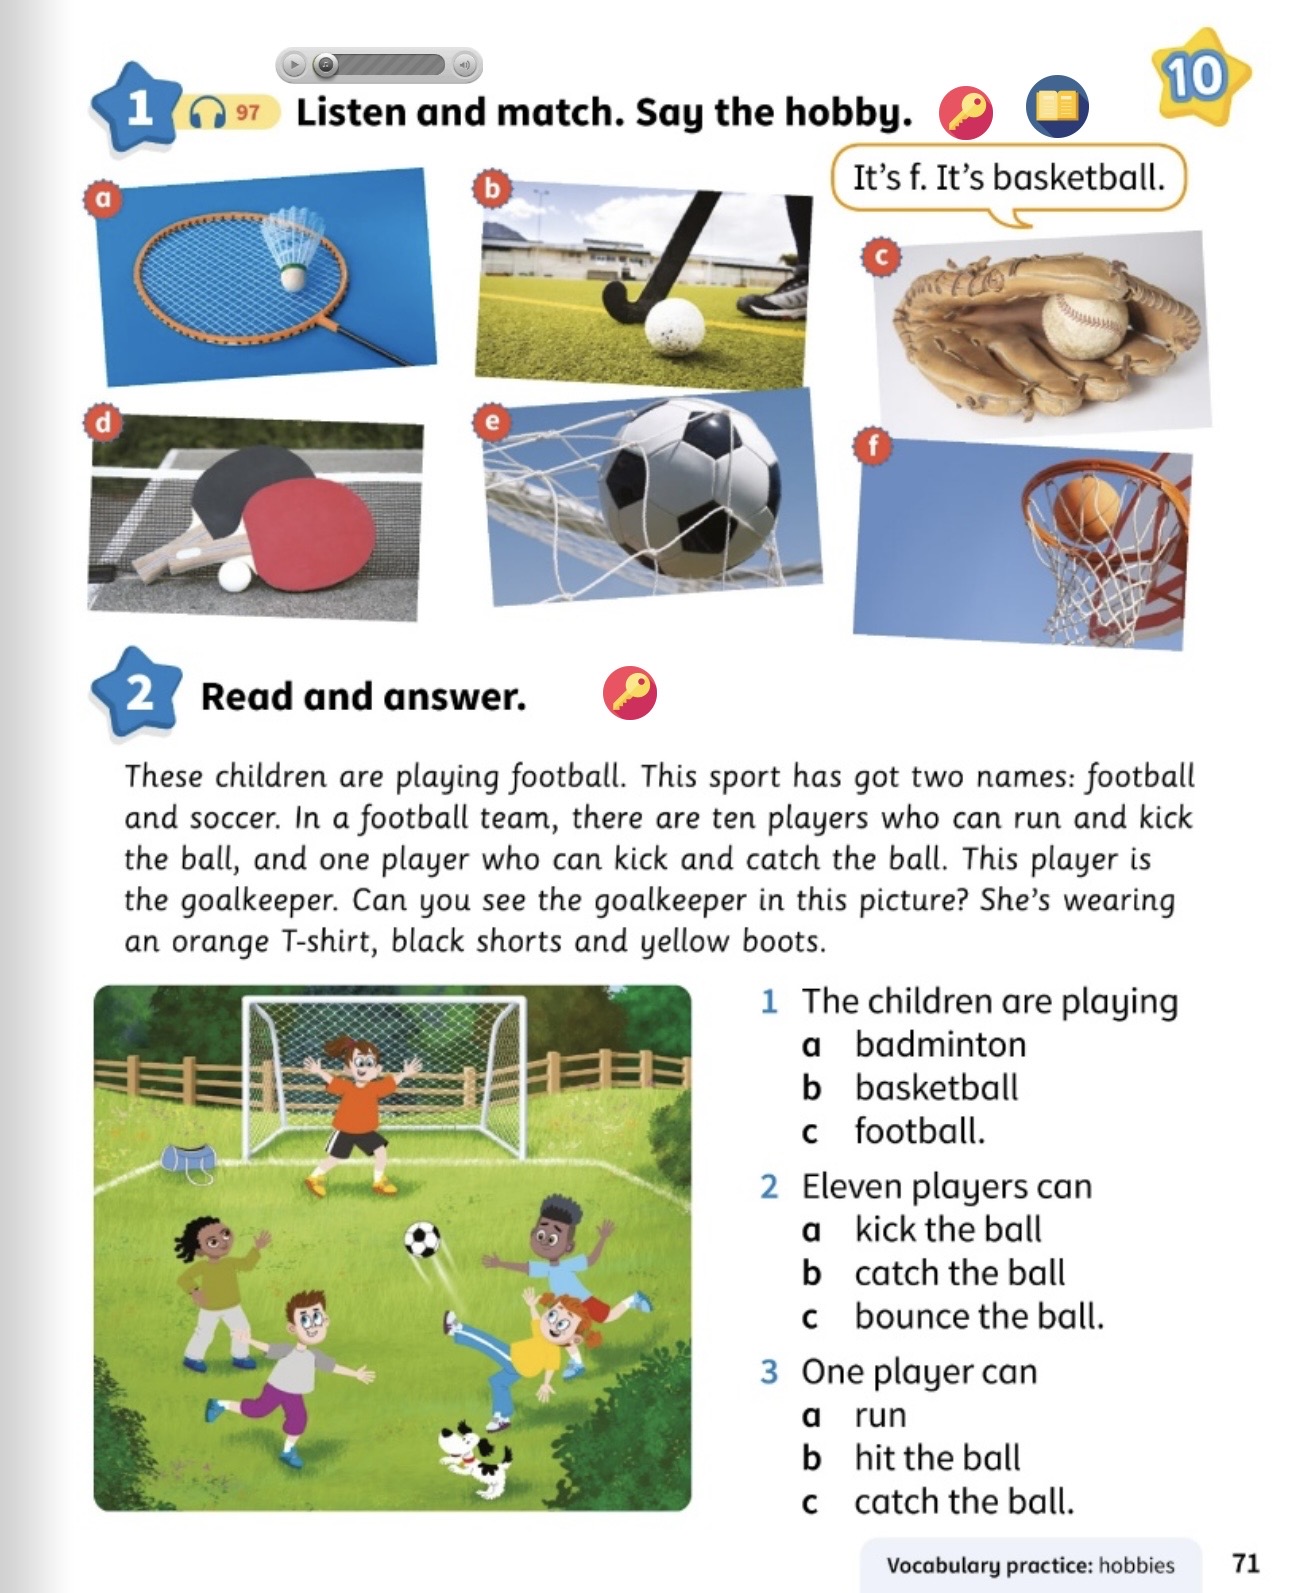 10
1 97 Listen and match. Say the hobby.
It's f. It's basketball.
a
b
c
d
e
f
2 Read and answer.
These children are playing football. This sport has got two names: football
and soccer. In a football team, there are ten players who can run and kick
the ball, and one player who can kick and catch the ball. This player is
the goalkeeper. Can you see the goalkeeper in this picture? She's wearing
an orange T-shirt, black shorts and yellow boots.
1 The children are playing
a badminton
b basketball
c football.
2 Eleven players can
a kick the ball
b catch the ball
c bounce the ball.
3 One player can
a run
b hit the ball
c catch the ball.
Vocabulary practice: hobbies 71